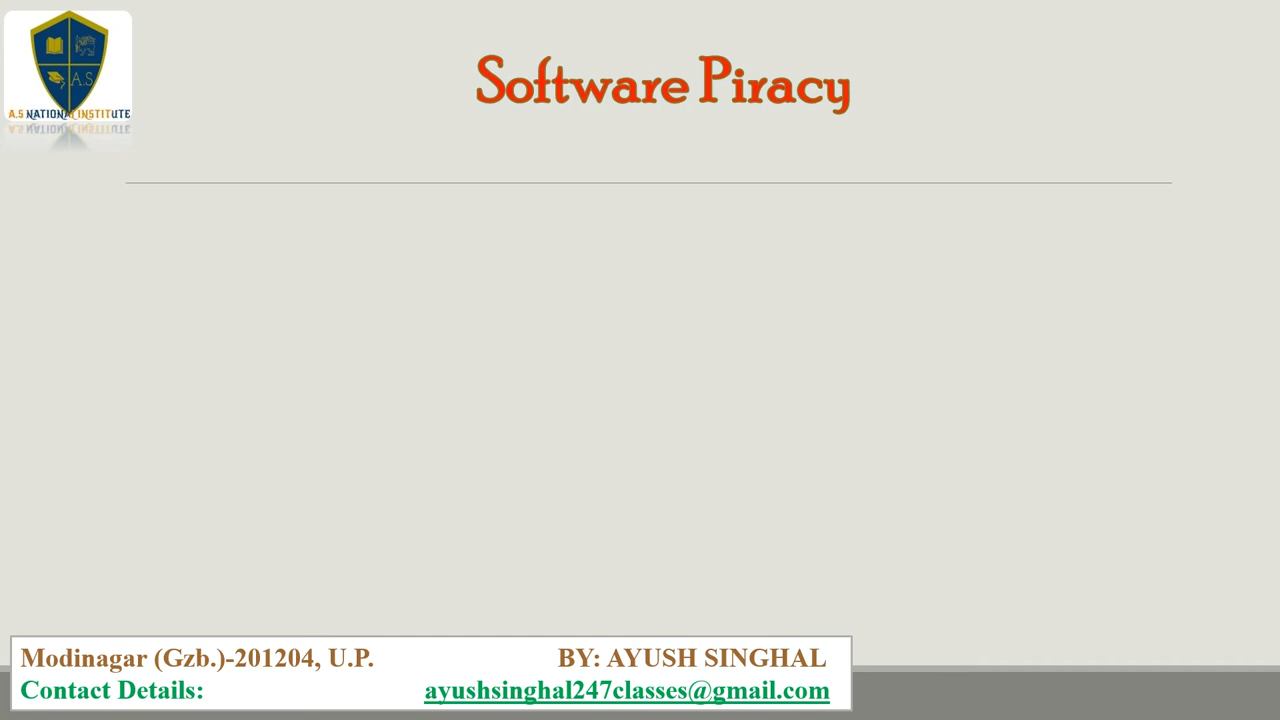 A.S
A.S NATIONAL INSTITUTE
Software Piracy
Modinagar (Gzb.)-201204, U.P. BY: AYUSH SINGHAL
Contact Details: ayushsinghal247classes@gmail.com